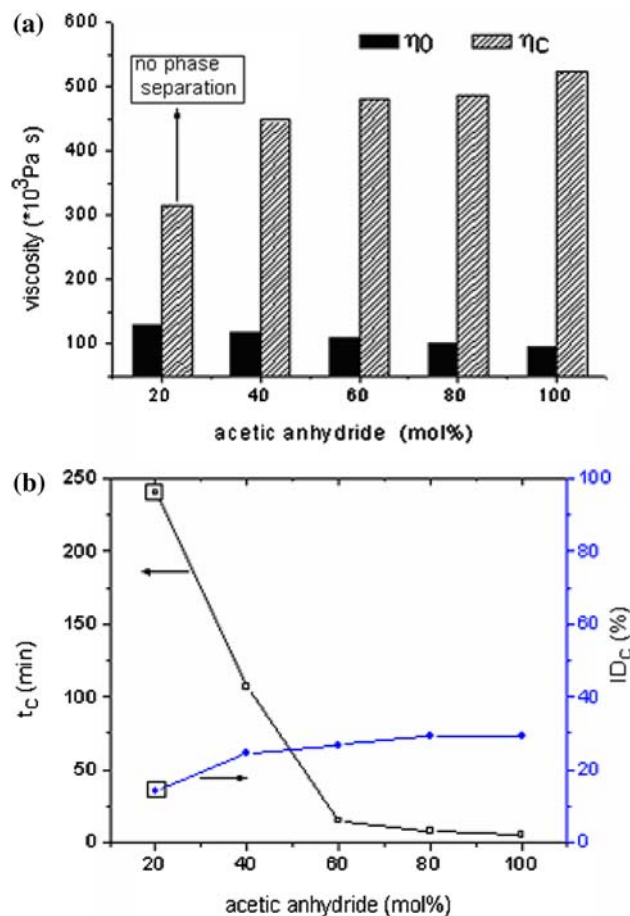 (a)
600
500
400
300
200
100
viscosity (*10³Pa s)
η0 ηC
no phase
separation
20 40 60 80 100
acetic anhydride (mol%)
(b)
250
200
150
100
50
0
tC (min)
100
80
60
40
20
0
IDC (%)
20 40 60 80 100
acetic anhydride (mol%)